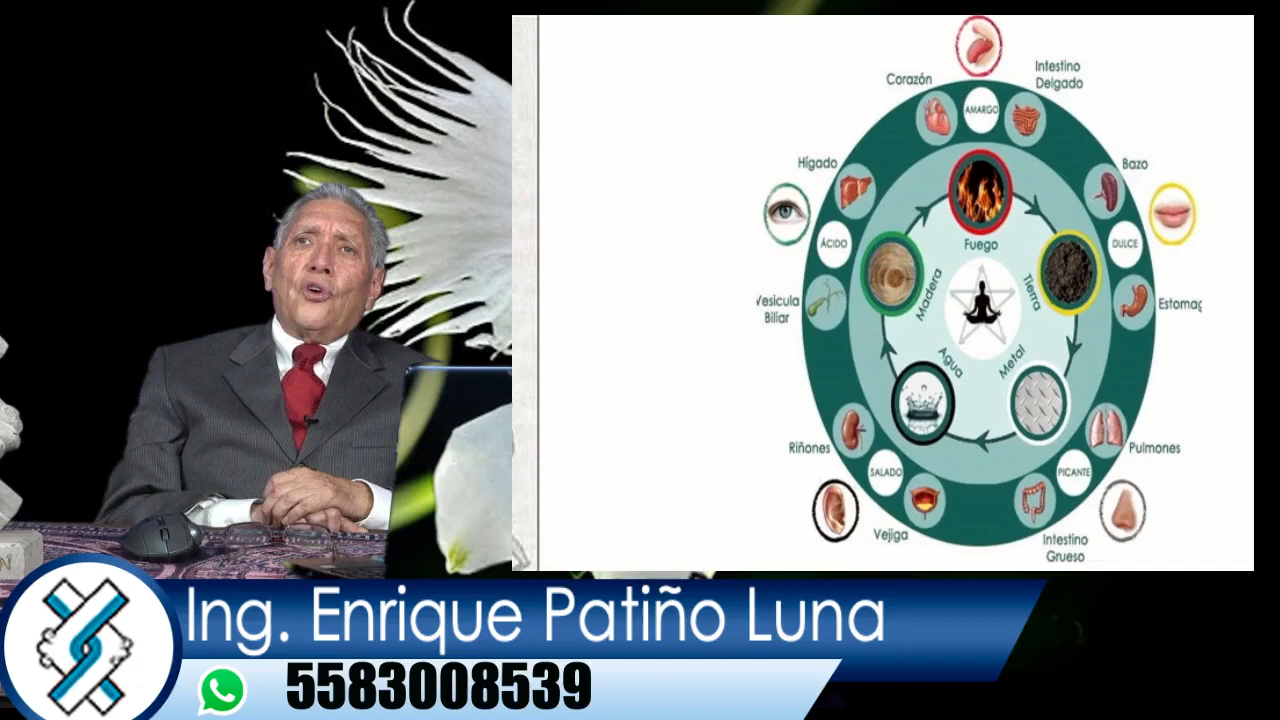 Corazón
Intestino
Delgado
AMARGO
Hígado
Bazo
ÁCIDO
Fuego
DULCE
Madera
Tierra
Vesicula
Biliar
Estomag
Agua
Metal
Riñones
Pulmones
SALADO
PICANTE
Vejiga
Intestino
Grueso
Ing. Enrique Patiño Luna
5583008539